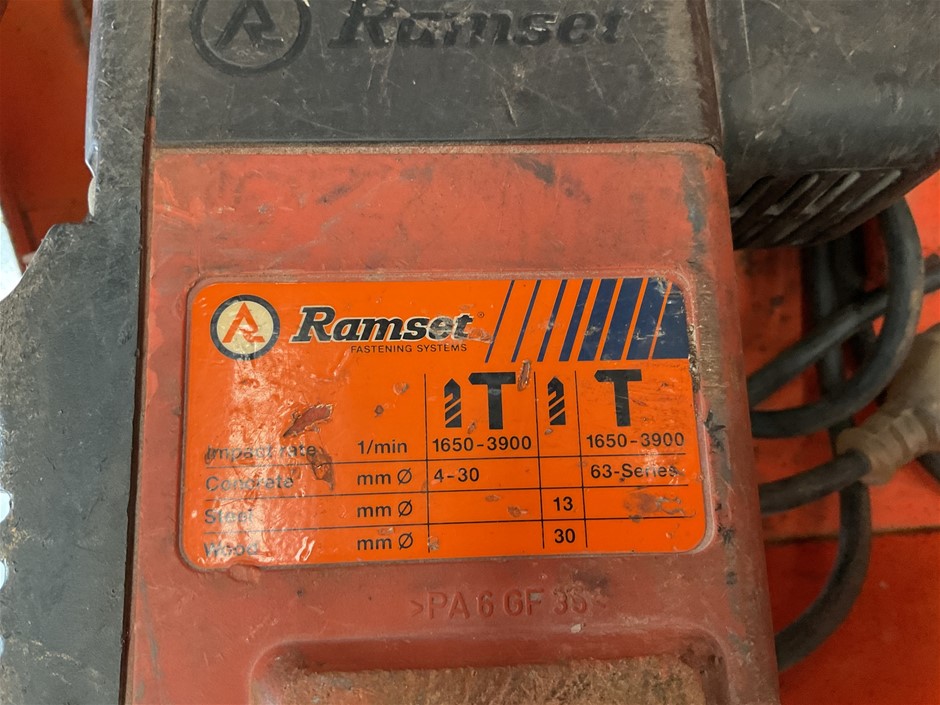 Ramset
Ramset®
FASTENING SYSTEMS
T T
Impact rate 1/min 1650-3900 1650-3900
Concrete mm Ø 4-30 63-Series
Steel mm Ø 13
Wood mm Ø 30
>PA 6 GF 35<